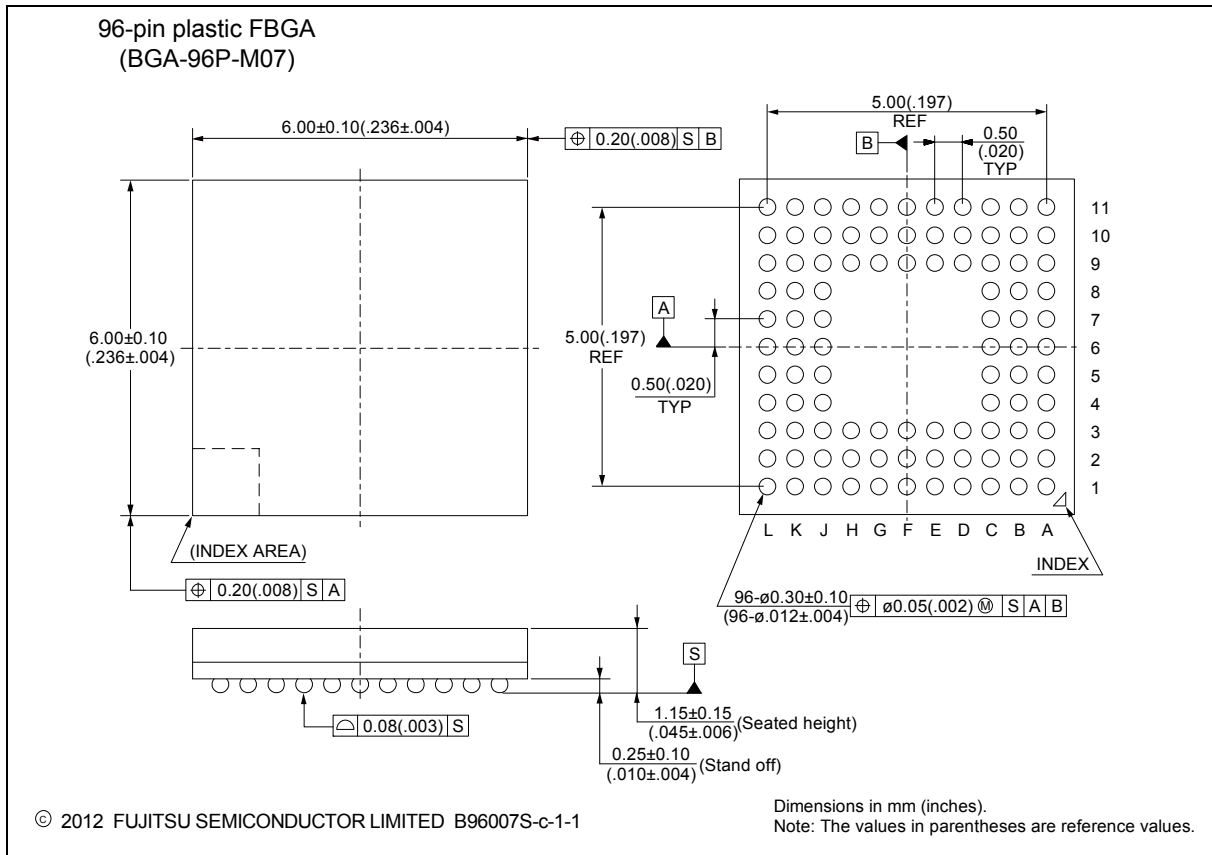 96-pin plastic FBGA
(BGA-96P-M07)
6.00±0.10(.236±.004)
⌖ 0.20(.008) S B
6.00±0.10
(.236±.004)
(INDEX AREA)
⌖ 0.20(.008) S A
5.00(.197)
REF
B
0.50
(.020)
TYP
A
5.00(.197)
REF
0.50(.020)
TYP
11
10
9
8
7
6
5
4
3
2
1
L K J H G F E D C B A
INDEX
96-ø0.30±0.10
(96-ø.012±.004)
⌖ ø0.05(.002) Ⓜ S A B
S
⌓ 0.08(.003) S
1.15±0.15
(.045±.006)
(Seated height)
0.25±0.10
(.010±.004)
(Stand off)
© 2012 FUJITSU SEMICONDUCTOR LIMITED B96007S-c-1-1
Dimensions in mm (inches).
Note: The values in parentheses are reference values.